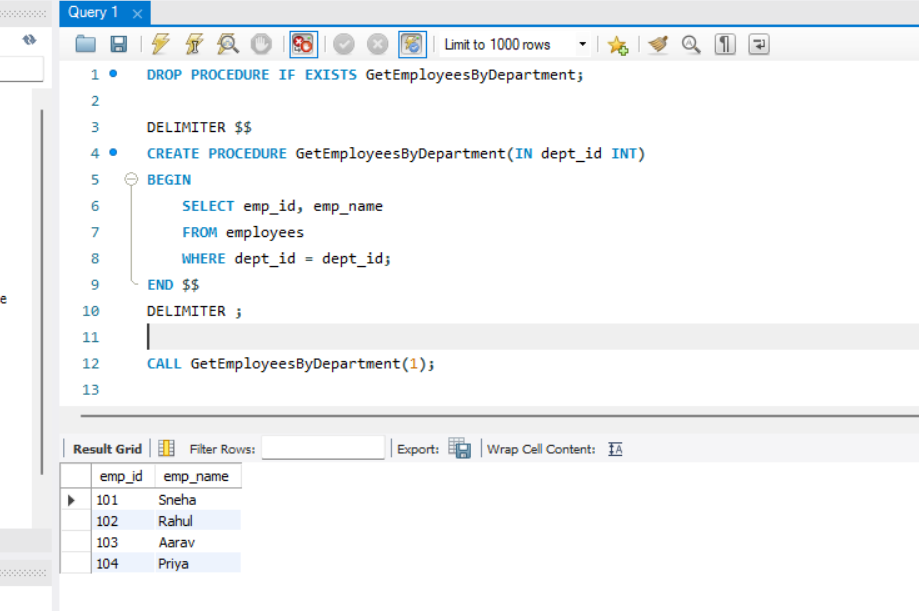 Query 1
Limit to 1000 rows
1 DROP PROCEDURE IF EXISTS GetEmployeesByDepartment;
2
3 DELIMITER $$
4 CREATE PROCEDURE GetEmployeesByDepartment(IN dept_id INT)
5 BEGIN
6 SELECT emp_id, emp_name
7 FROM employees
8 WHERE dept_id = dept_id;
e
9 END $$
10 DELIMITER ;
11
12 CALL GetEmployeesByDepartment(1);
13
Result Grid Filter Rows: Export: Wrap Cell Content: IA
emp_id emp_name
101 Sneha
102 Rahul
103 Aarav
104 Priya